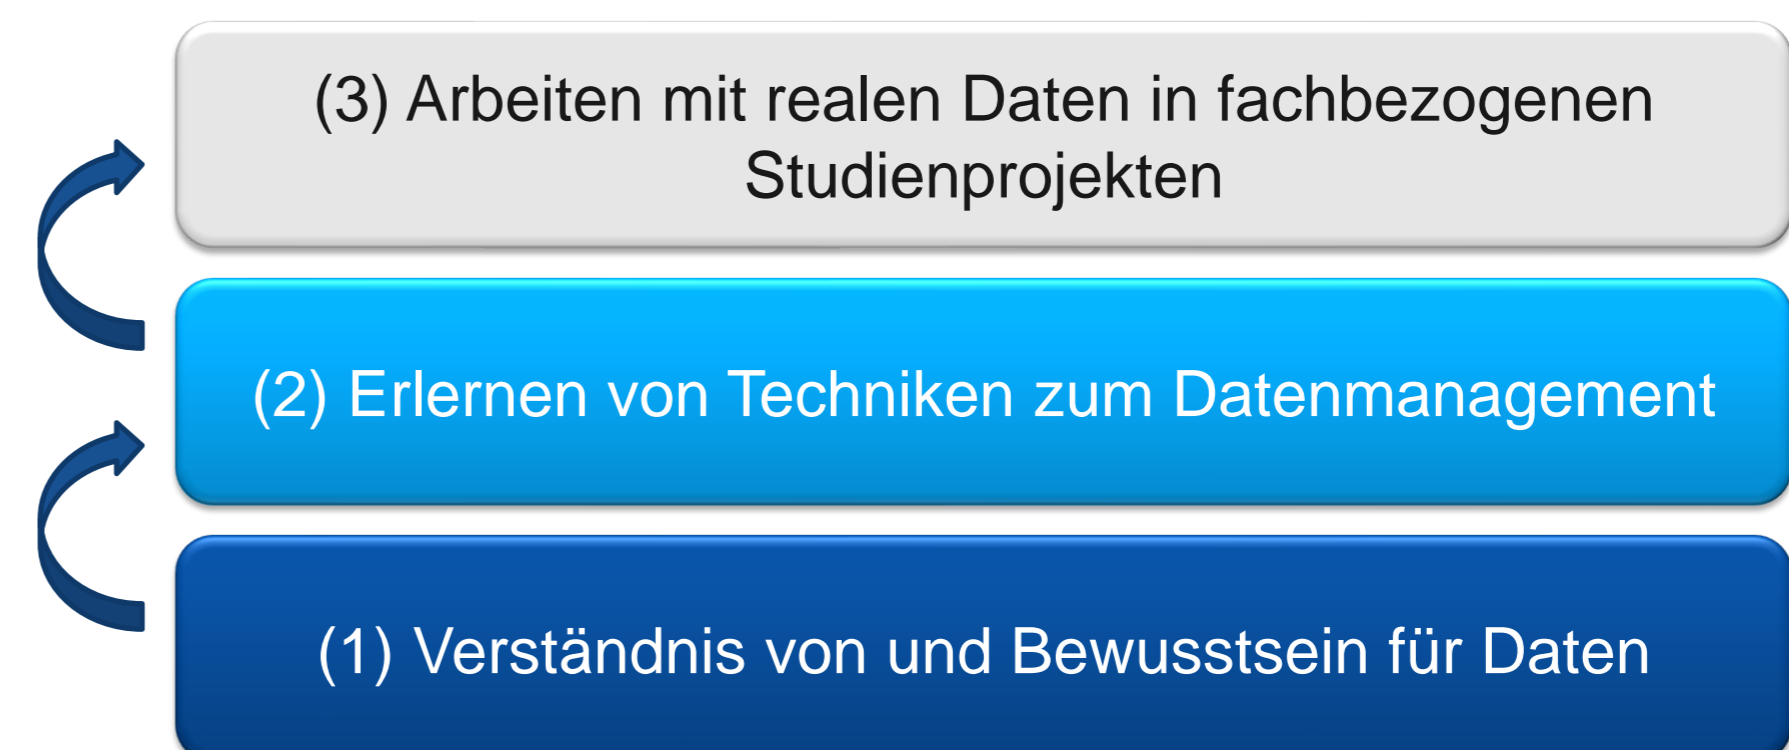 (3) Arbeiten mit realen Daten in fachbezogenen
Studienprojekten
(2) Erlernen von Techniken zum Datenmanagement
(1) Verständnis von und Bewusstsein für Daten